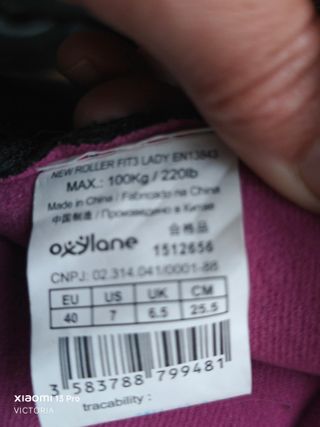 NEW ROLLER FIT3 LADY EN13843
MAX.: 100Kg / 220lb
Made in China / Fabricado na China
中国制造 / Произведено в Китае
合格品
oxylane
1512656
CNPJ: 02.314.041/0001-88
EU US UK CM
40 7 6.5 25.5
3 583788 799481
tracability :
xiaomi 13 Pro
VICTORIA